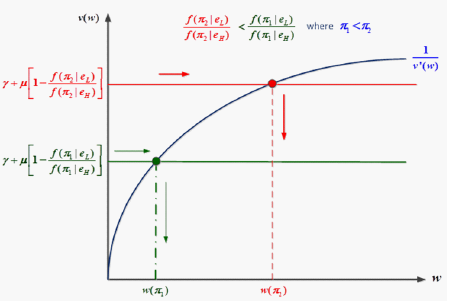 v(w)
f(π₂|e_L)/f(π₂|e_H) < f(π₁|e_L)/f(π₁|e_H) where π₁<π₂
1/v'(w)
γ+μ[1-f(π₂|e_L)/f(π₂|e_H)]
γ+μ[1-f(π₁|e_L)/f(π₁|e_H)]
w(π₁) w(π₁) w